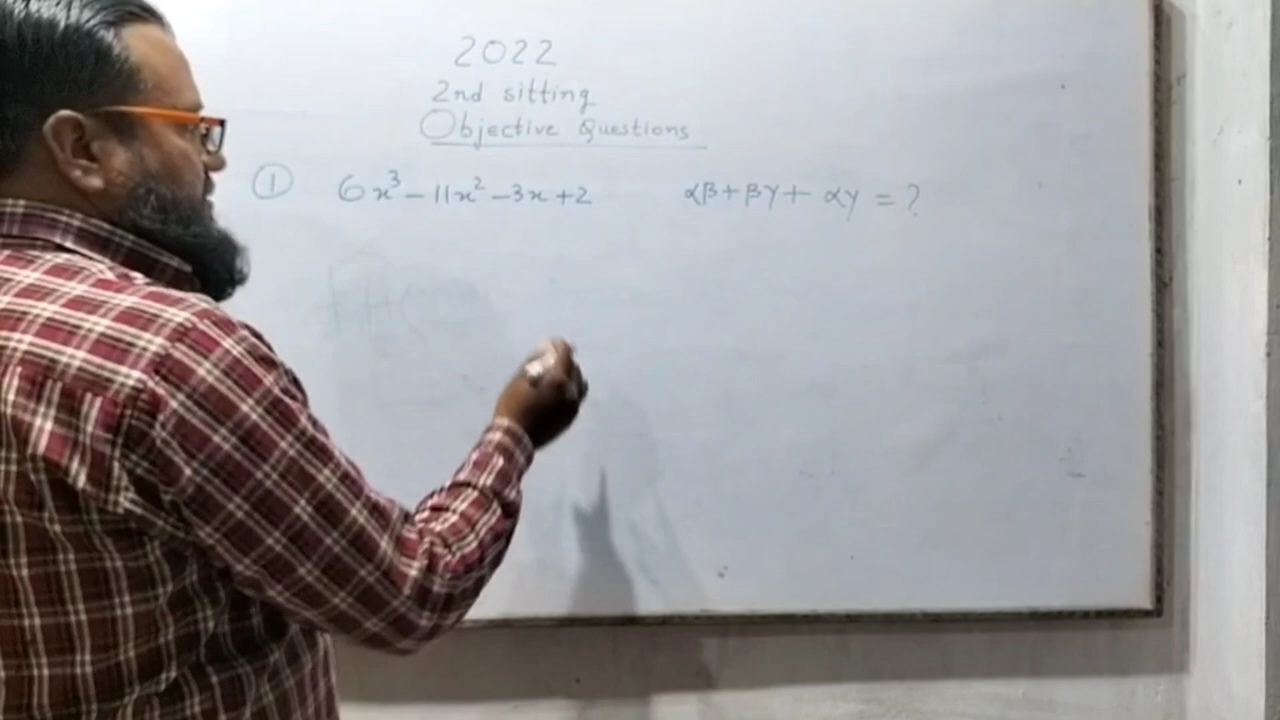 2022
2nd sitting
Objective Questions
① 6x³ - 11x² - 3x + 2 αβ + βγ + αγ = ?